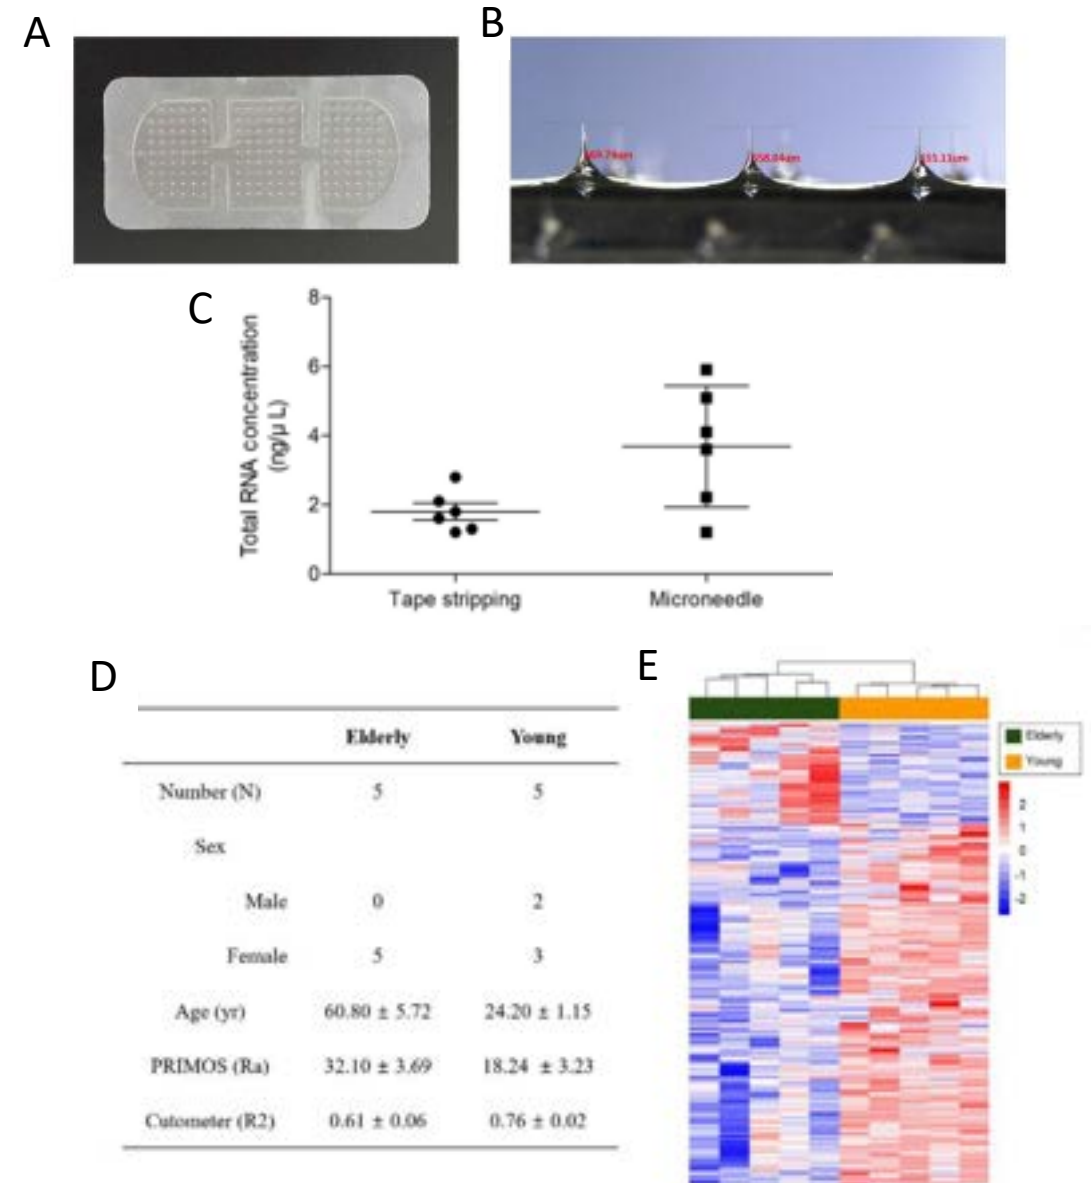 A
B
C
8
6
4
2
0
Total RNA concentration
(ng/µ L)
Tape stripping
Microneedle
D
Elderly Young
Number (N) 5 5
Sex
Male 0 2
Female 5 3
Age (yr) 60.80 ± 5.72 24.20 ± 1.15
PRIMOS (Ra) 32.10 ± 3.69 18.24 ± 3.23
Cutometer (R2) 0.61 ± 0.06 0.76 ± 0.02
E
Elderly
Young
2
1
0
-1
-2